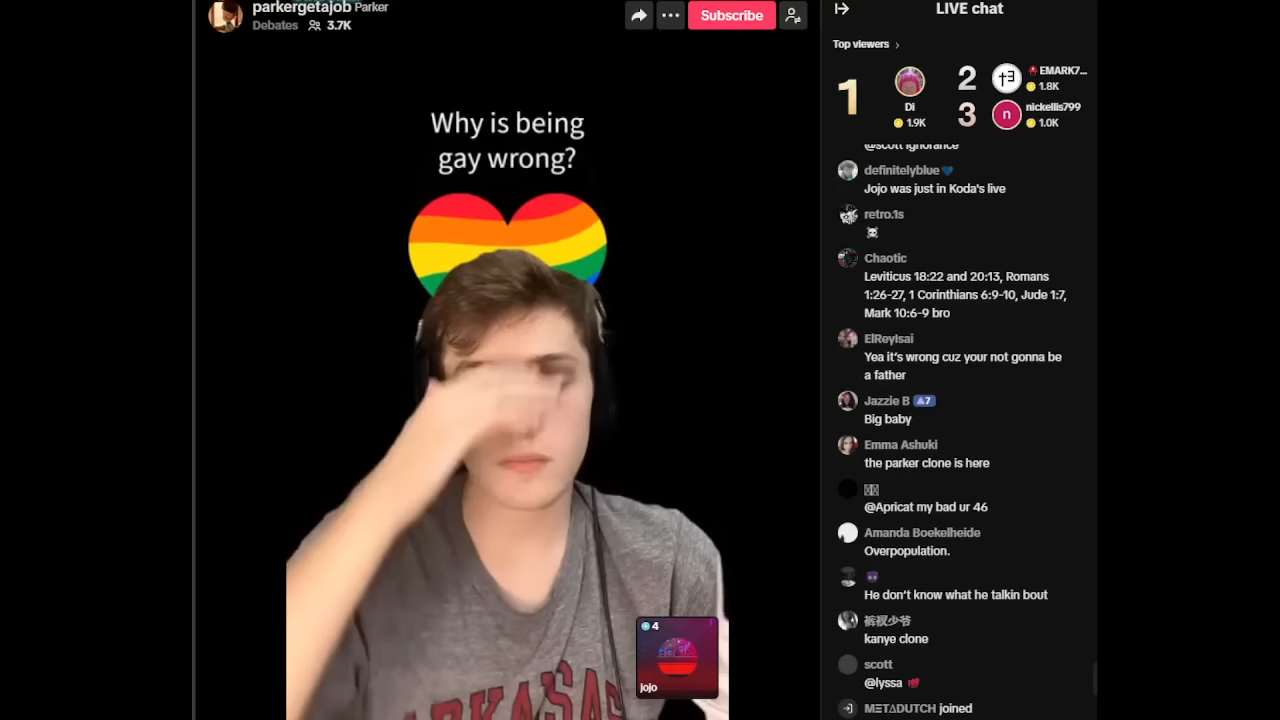 parkergetajob Parker
Debates 3.7K
Subscribe
Why is being
gay wrong?
ARKANSAS
4
jojo
LIVE chat
Top viewers
1
Di
1.9K
2
EMARK7...
1.8K
3
n
nickellis799
1.0K
@scott ignorance
definitelyblue
Jojo was just in Koda's live
retro.1s
Chaotic
Leviticus 18:22 and 20:13, Romans
1:26-27, 1 Corinthians 6:9-10, Jude 1:7,
Mark 10:6-9 bro
ElReyIsai
Yea it's wrong cuz your not gonna be
a father
Jazzie B 7
Big baby
Emma Ashuki
the parker clone is here
@Apricat my bad ur 46
Amanda Boekelheide
Overpopulation.
He don't know what he talkin bout
kanye clone
scott
@lyssa
MΞTΔDUTCH joined